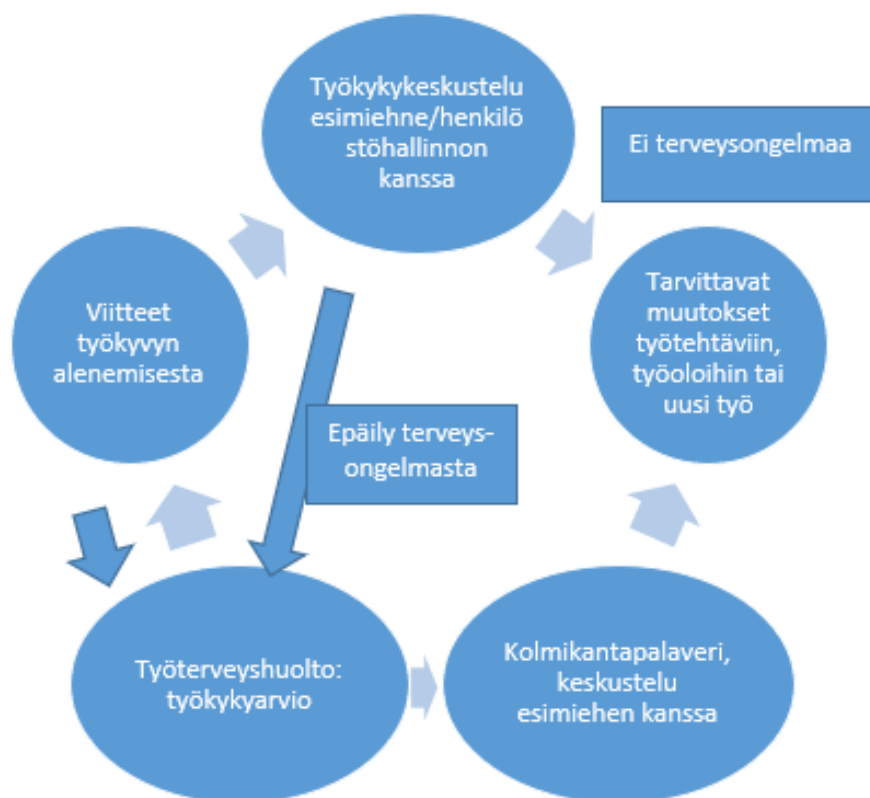 Työkykykeskustelu
esimiehne/henkilö
stöhallinnon
kanssa
Ei terveysongelmaa
Viitteet
työkyvyn
alenemisesta
Tarvittavat
muutokset
työtehtäviin,
työoloihin tai
uusi työ
Epäily terveys-
ongelmasta
Työterveyshuolto:
työkykyarvio
Kolmikantapalaveri,
keskustelu
esimiehen kanssa